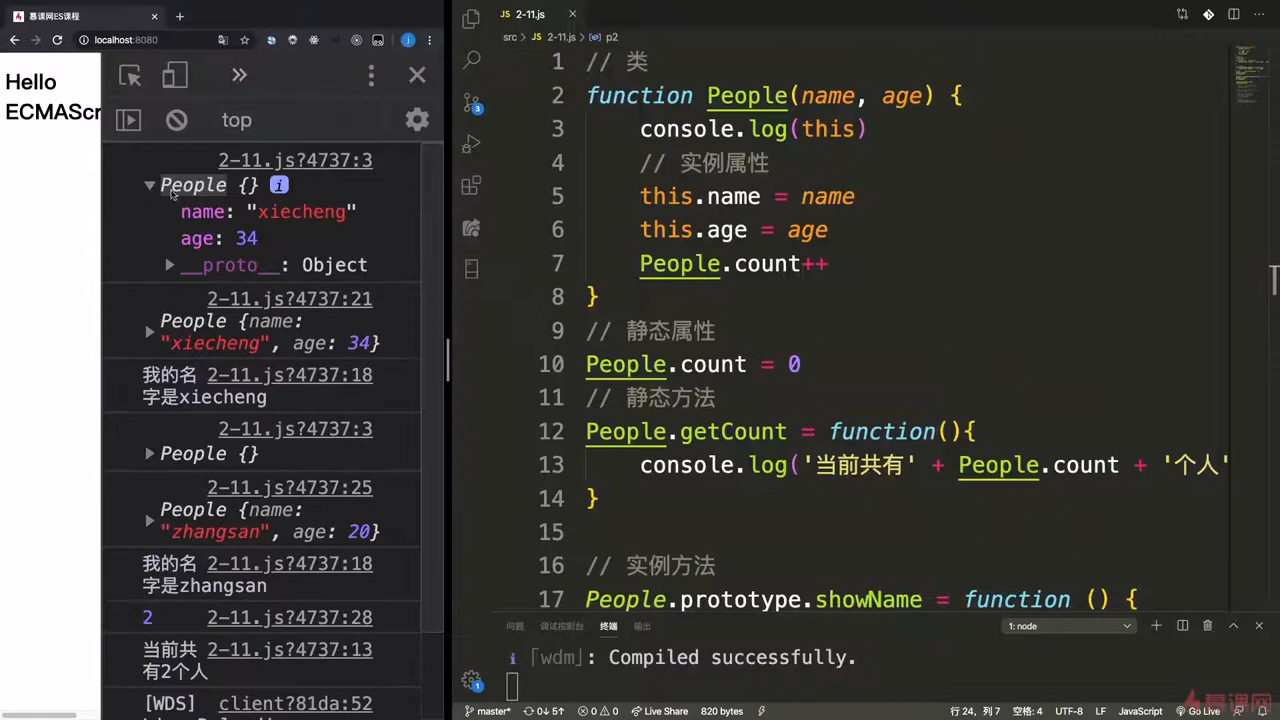 慕课网ES课程
localhost:8080
Hello
ECMAScr
top
2-11.js?4737:3
People {}
name: "xiecheng"
age: 34
__proto__: Object
2-11.js?4737:21
People {name:
"xiecheng", age: 34}
我的名 2-11.js?4737:18
字是xiecheng
2-11.js?4737:3
People {}
2-11.js?4737:25
People {name:
"zhangsan", age: 20}
我的名 2-11.js?4737:18
字是zhangsan
2 2-11.js?4737:28
当前共 2-11.js?4737:13
有2个人
[WDS] client?81da:52
JS 2-11.js
src > JS 2-11.js > p2
1 // 类
2 function People(name, age) {
3 console.log(this)
4 // 实例属性
5 this.name = name
6 this.age = age
7 People.count++
8 }
9 // 静态属性
10 People.count = 0
11 // 静态方法
12 People.getCount = function(){
13 console.log('当前共有' + People.count + '个人'
14 }
15
16 // 实例方法
17 People.prototype.showName = function () {
问题 调试控制台 终端 输出 1: node
i ｢wdm｣: Compiled successfully.
master* 0 0 Live Share 820 bytes 行 24，列 7 空格: 4 UTF-8 LF JavaScript Go Live
慕课网